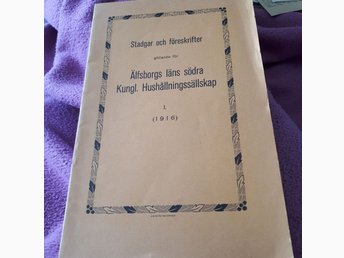 Stadgar och föreskrifter
gällande för
Älfsborgs läns södra
Kungl. Hushållningssällskap
I.
(1916)